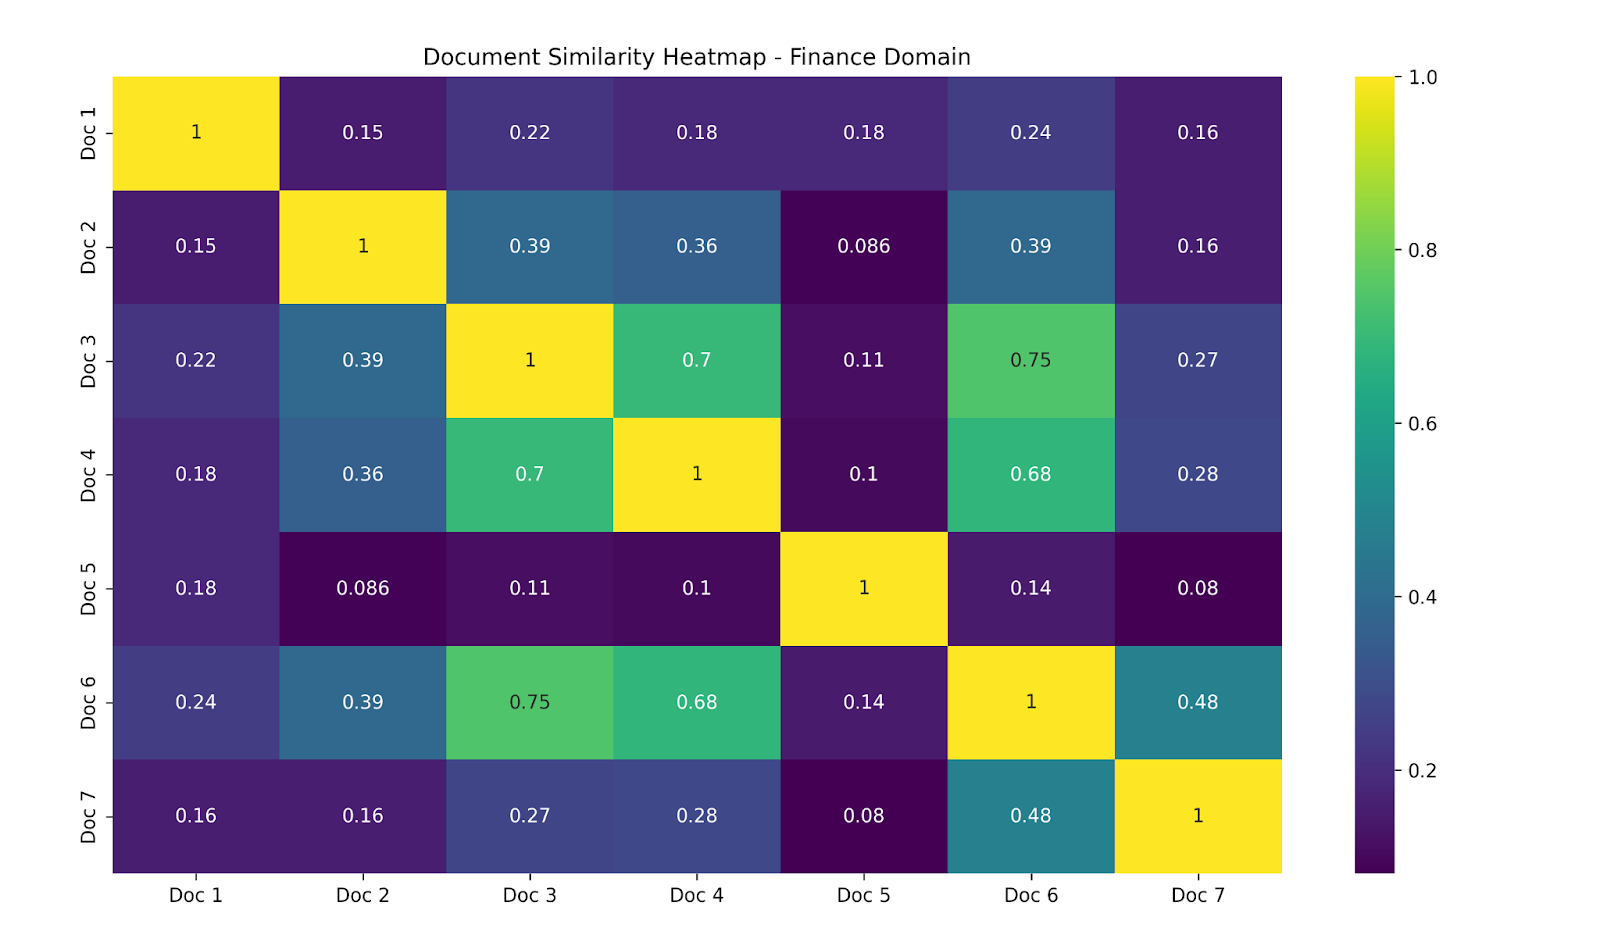 Document Similarity Heatmap - Finance Domain
Doc 1 1 0.15 0.22 0.18 0.18 0.24 0.16
Doc 2 0.15 1 0.39 0.36 0.086 0.39 0.16
Doc 3 0.22 0.39 1 0.7 0.11 0.75 0.27
Doc 4 0.18 0.36 0.7 1 0.1 0.68 0.28
Doc 5 0.18 0.086 0.11 0.1 1 0.14 0.08
Doc 6 0.24 0.39 0.75 0.68 0.14 1 0.48
Doc 7 0.16 0.16 0.27 0.28 0.08 0.48 1
Doc 1 Doc 2 Doc 3 Doc 4 Doc 5 Doc 6 Doc 7
1.0
0.8
0.6
0.4
0.2